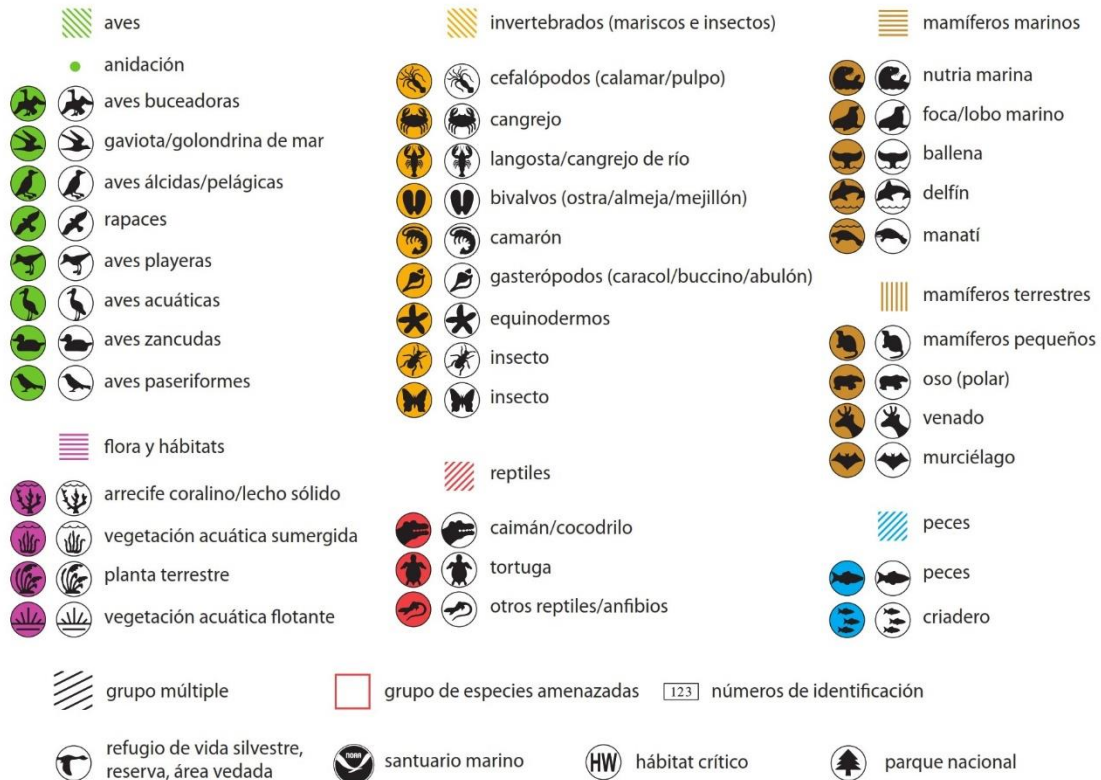 aves
anidación
aves buceadoras
gaviota/golondrina de mar
aves álcidas/pelágicas
rapaces
aves playeras
aves acuáticas
aves zancudas
aves paseriformes
flora y hábitats
arrecife coralino/lecho sólido
vegetación acuática sumergida
planta terrestre
vegetación acuática flotante
invertebrados (mariscos e insectos)
cefalópodos (calamar/pulpo)
cangrejo
langosta/cangrejo de río
bivalvos (ostra/almeja/mejillón)
camarón
gasterópodos (caracol/buccino/abulón)
equinodermos
insecto
insecto
reptiles
caimán/cocodrilo
tortuga
otros reptiles/anfibios
mamíferos marinos
nutria marina
foca/lobo marino
ballena
delfín
manatí
mamíferos terrestres
mamíferos pequeños
oso (polar)
venado
murciélago
peces
peces
criadero
grupo múltiple
grupo de especies amenazadas
123 números de identificación
refugio de vida silvestre,
reserva, área vedada
NOAA
santuario marino
HW hábitat crítico
parque nacional